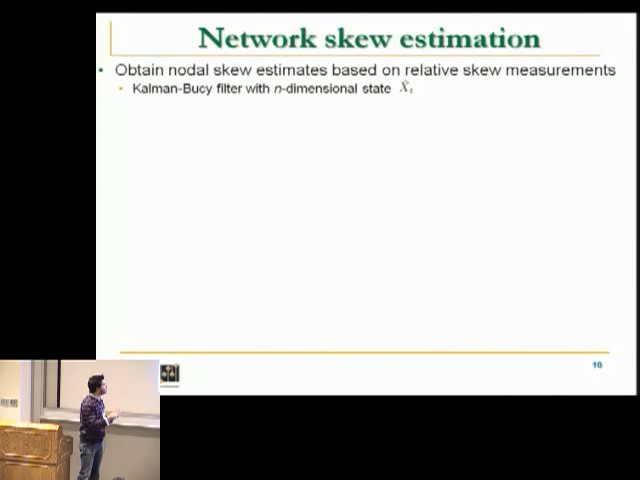 Network skew estimation
▪ Obtain nodal skew estimates based on relative skew measurements
• Kalman-Bucy filter with n-dimensional state X̂ₜ
10